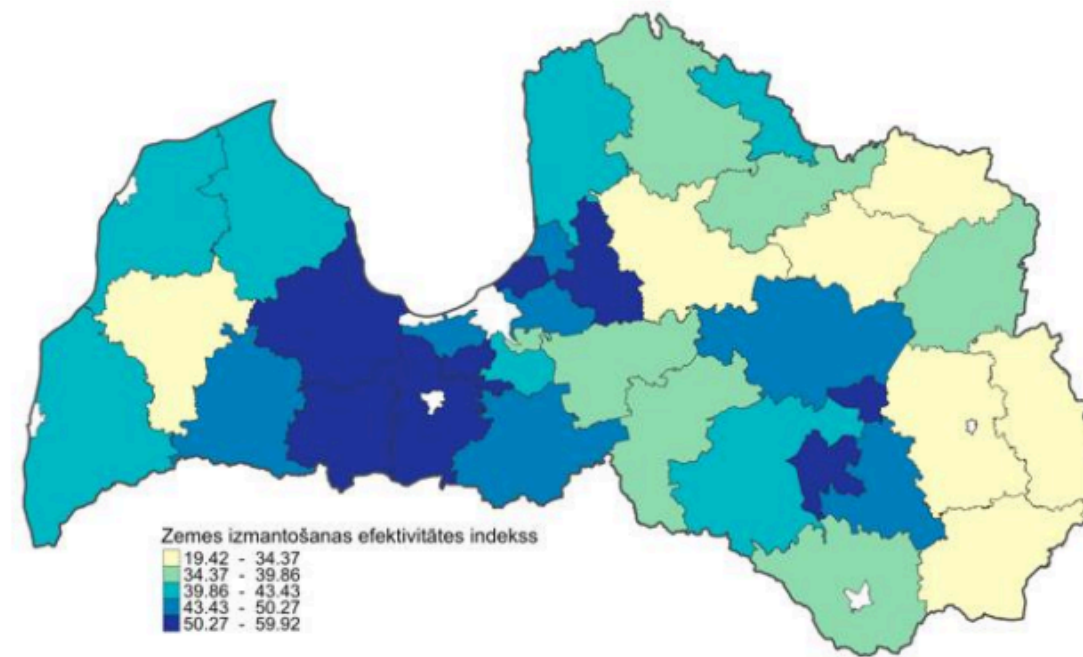 Zemes izmantošanas efektivitātes indekss
19.42 - 34.37
34.37 - 39.86
39.86 - 43.43
43.43 - 50.27
50.27 - 59.92